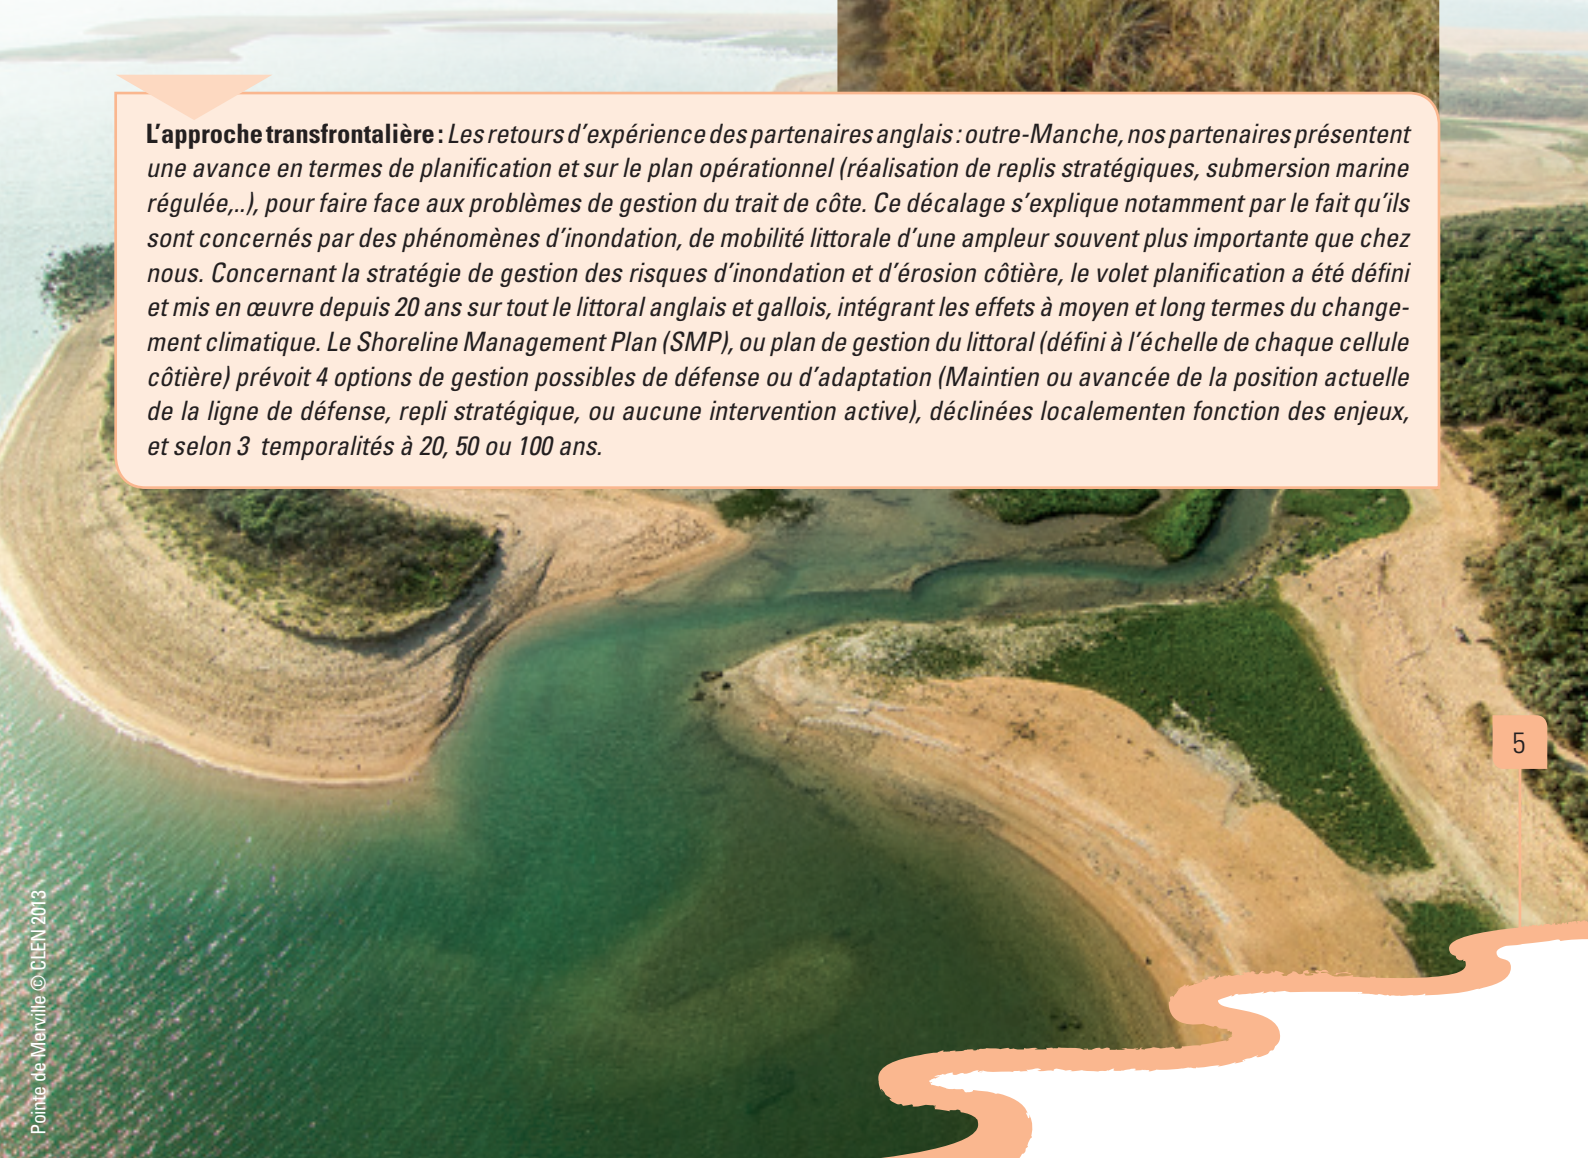 L'approche transfrontalière : Les retours d'expérience des partenaires anglais : outre-Manche, nos partenaires présentent
une avance en termes de planification et sur le plan opérationnel (réalisation de replis stratégiques, submersion marine
régulée,..), pour faire face aux problèmes de gestion du trait de côte. Ce décalage s'explique notamment par le fait qu'ils
sont concernés par des phénomènes d'inondation, de mobilité littorale d'une ampleur souvent plus importante que chez
nous. Concernant la stratégie de gestion des risques d'inondation et d'érosion côtière, le volet planification a été défini
et mis en œuvre depuis 20 ans sur tout le littoral anglais et gallois, intégrant les effets à moyen et long termes du change-
ment climatique. Le Shoreline Management Plan (SMP), ou plan de gestion du littoral (défini à l'échelle de chaque cellule
côtière) prévoit 4 options de gestion possibles de défense ou d'adaptation (Maintien ou avancée de la position actuelle
de la ligne de défense, repli stratégique, ou aucune intervention active), déclinées localementen fonction des enjeux,
et selon 3 temporalités à 20, 50 ou 100 ans.
5
Pointe de Merville © CLEN 2013